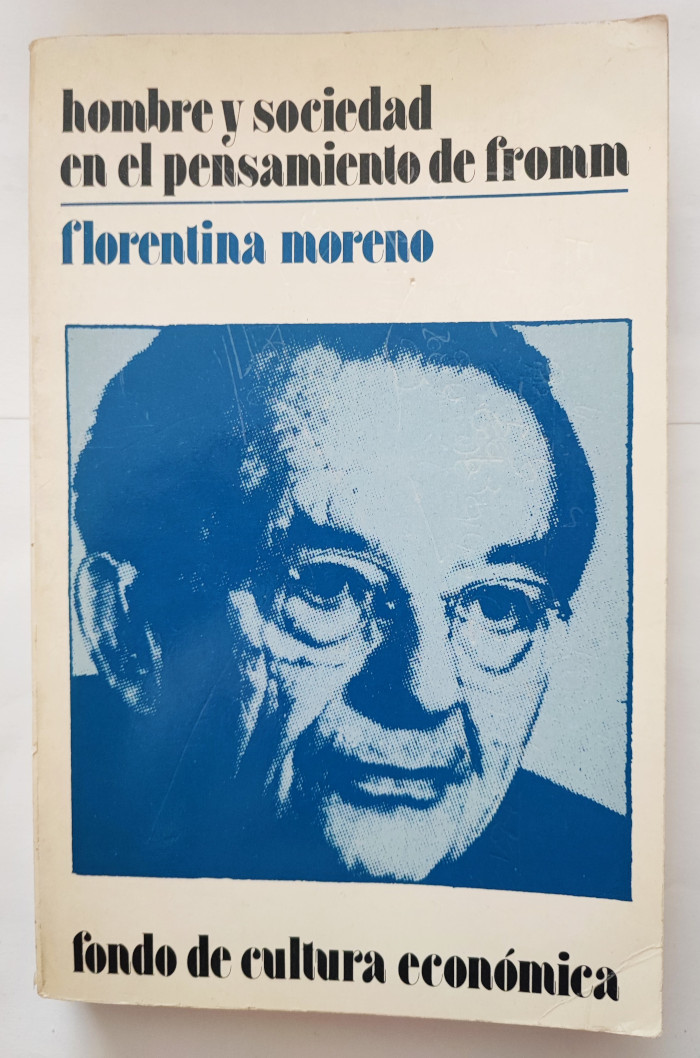 hombre y sociedad
en el pensamiento de fromm
florentina moreno
fondo de cultura económica